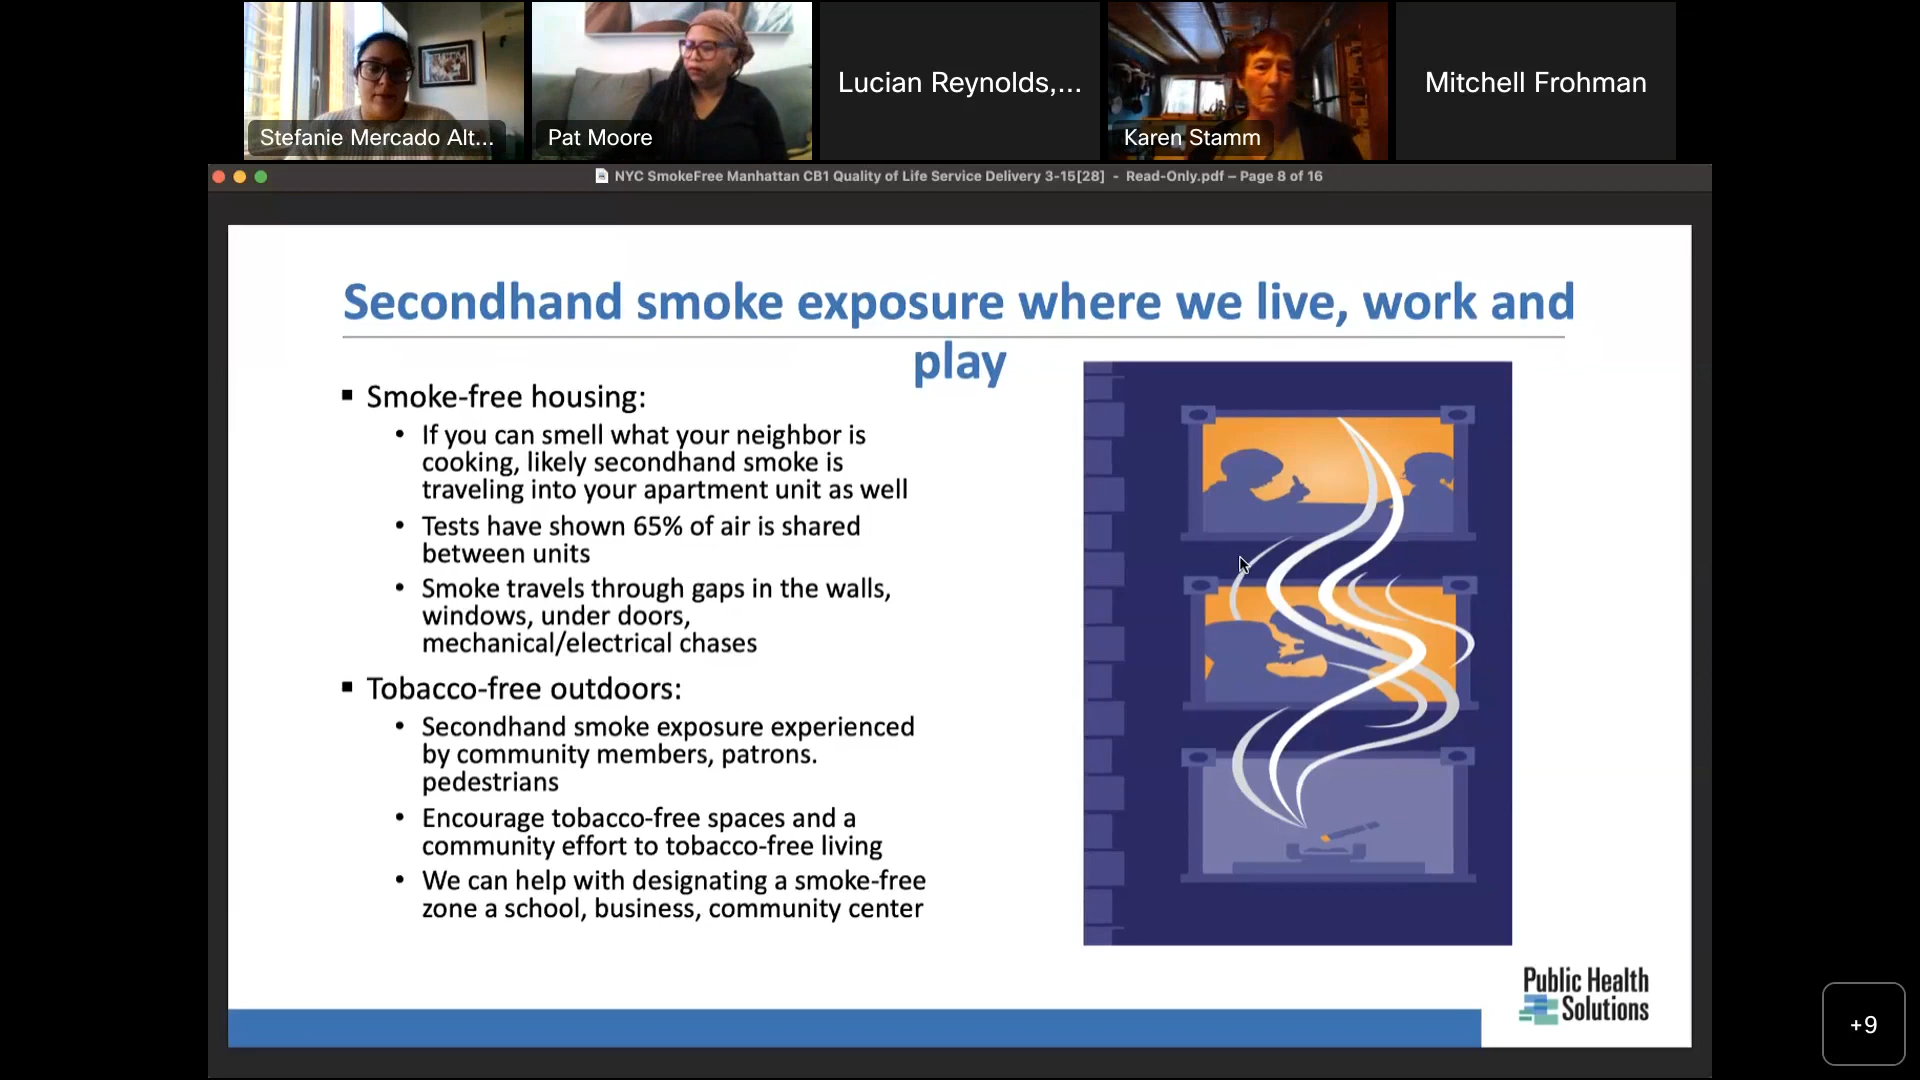 Stefanie Mercado Alt...
Pat Moore
Lucian Reynolds,...
Karen Stamm
Mitchell Frohman
NYC SmokeFree Manhattan CB1 Quality of Life Service Delivery 3-15[28] - Read-Only.pdf – Page 8 of 16
Secondhand smoke exposure where we live, work and
play
▪ Smoke-free housing:
• If you can smell what your neighbor is
cooking, likely secondhand smoke is
traveling into your apartment unit as well
• Tests have shown 65% of air is shared
between units
• Smoke travels through gaps in the walls,
windows, under doors,
mechanical/electrical chases
▪ Tobacco-free outdoors:
• Secondhand smoke exposure experienced
by community members, patrons.
pedestrians
• Encourage tobacco-free spaces and a
community effort to tobacco-free living
• We can help with designating a smoke-free
zone a school, business, community center
Public Health
Solutions
+9